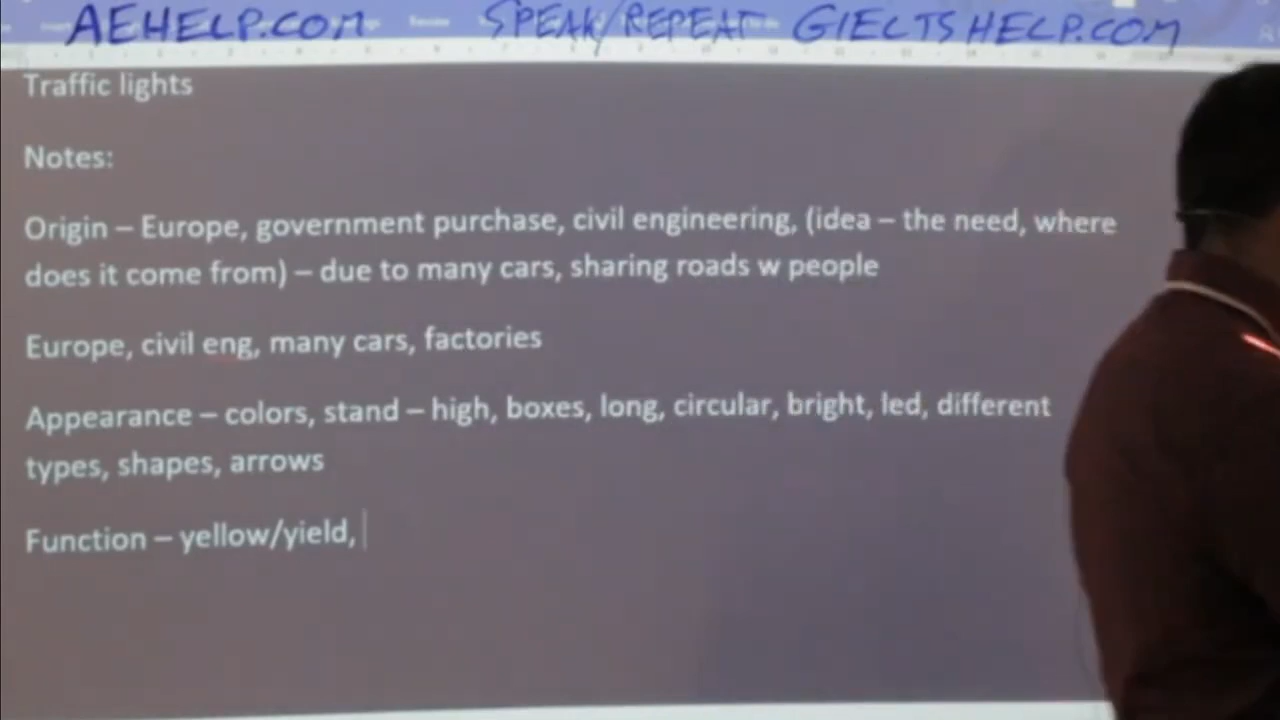 AEHELP.COM SPEAK/REPEAT GIELTSHELP.COM
Traffic lights
Notes:
Origin – Europe, government purchase, civil engineering, (idea – the need, where
does it come from) – due to many cars, sharing roads w people
Europe, civil eng, many cars, factories
Appearance – colors, stand – high, boxes, long, circular, bright, led, different
types, shapes, arrows
Function – yellow/yield,